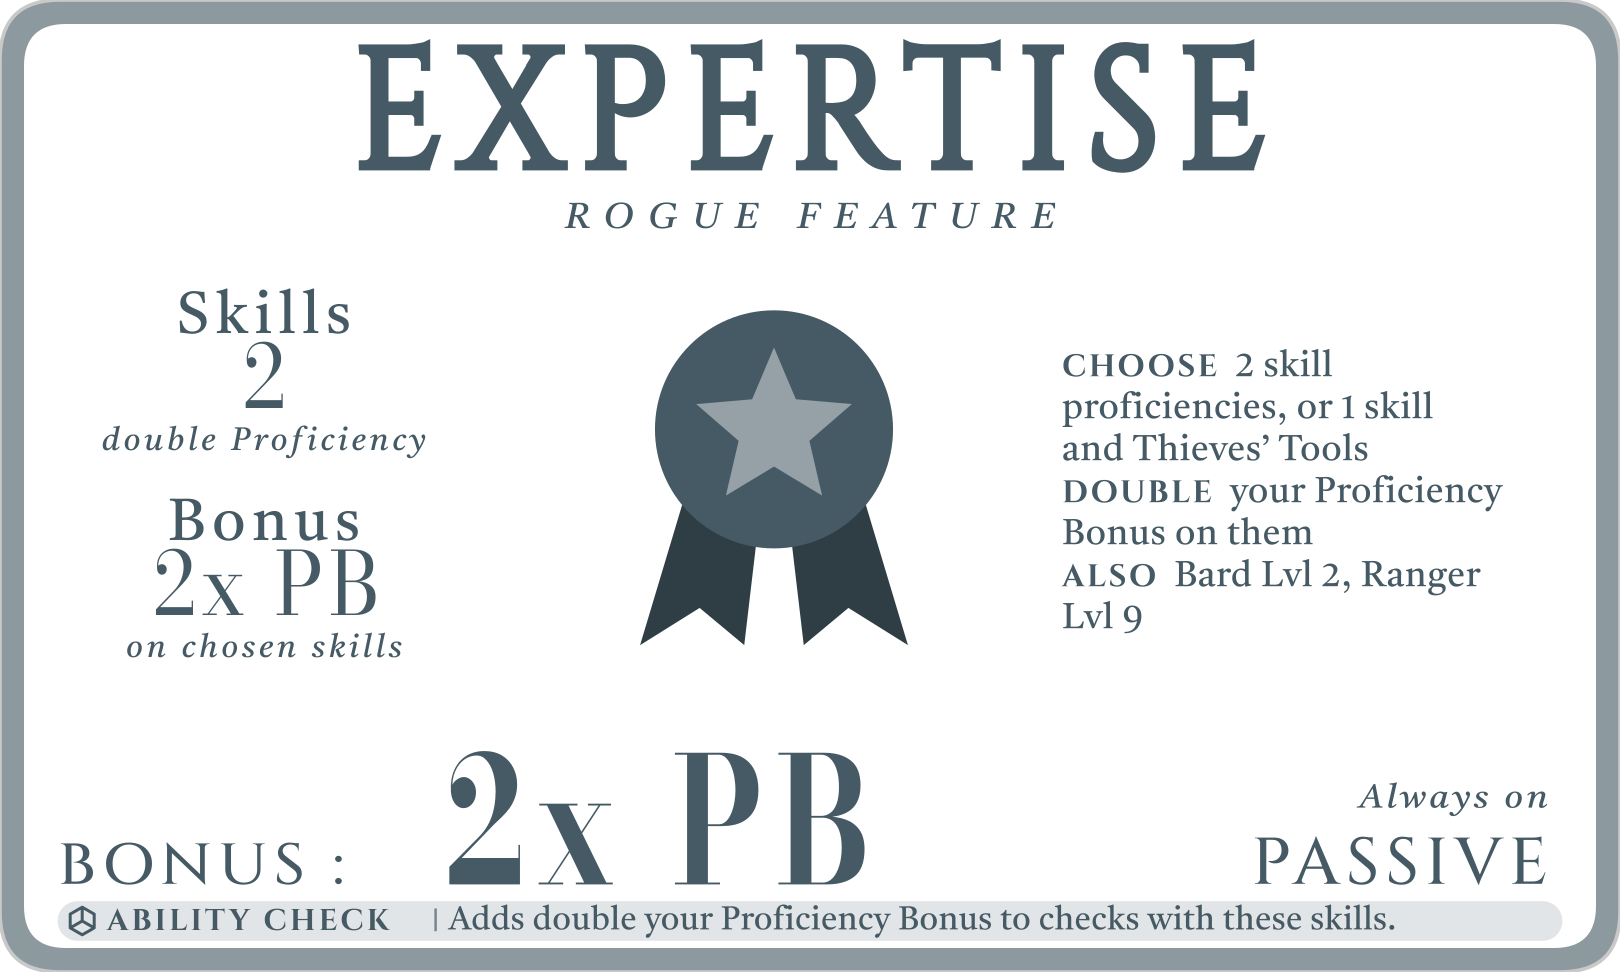 EXPERTISE
ROGUE FEATURE
Skills
2
double Proficiency
Bonus
2x PB
on chosen skills
CHOOSE 2 skill
proficiencies, or 1 skill
and Thieves’ Tools
DOUBLE your Proficiency
Bonus on them
ALSO Bard Lvl 2, Ranger
Lvl 9
BONUS : 2x PB
Always on
PASSIVE
ABILITY CHECK | Adds double your Proficiency Bonus to checks with these skills.